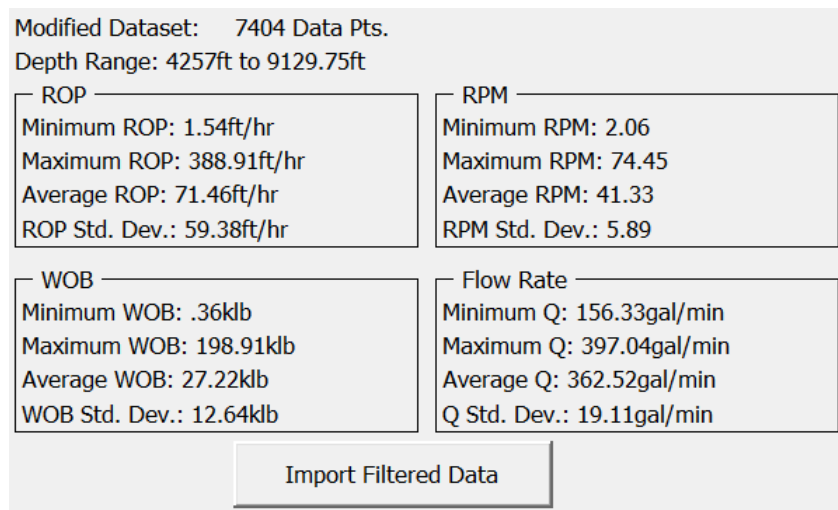 Modified Dataset: 7404 Data Pts.
Depth Range: 4257ft to 9129.75ft
ROP
Minimum ROP: 1.54ft/hr
Maximum ROP: 388.91ft/hr
Average ROP: 71.46ft/hr
ROP Std. Dev.: 59.38ft/hr
RPM
Minimum RPM: 2.06
Maximum RPM: 74.45
Average RPM: 41.33
RPM Std. Dev.: 5.89
WOB
Minimum WOB: .36klb
Maximum WOB: 198.91klb
Average WOB: 27.22klb
WOB Std. Dev.: 12.64klb
Flow Rate
Minimum Q: 156.33gal/min
Maximum Q: 397.04gal/min
Average Q: 362.52gal/min
Q Std. Dev.: 19.11gal/min
Import Filtered Data